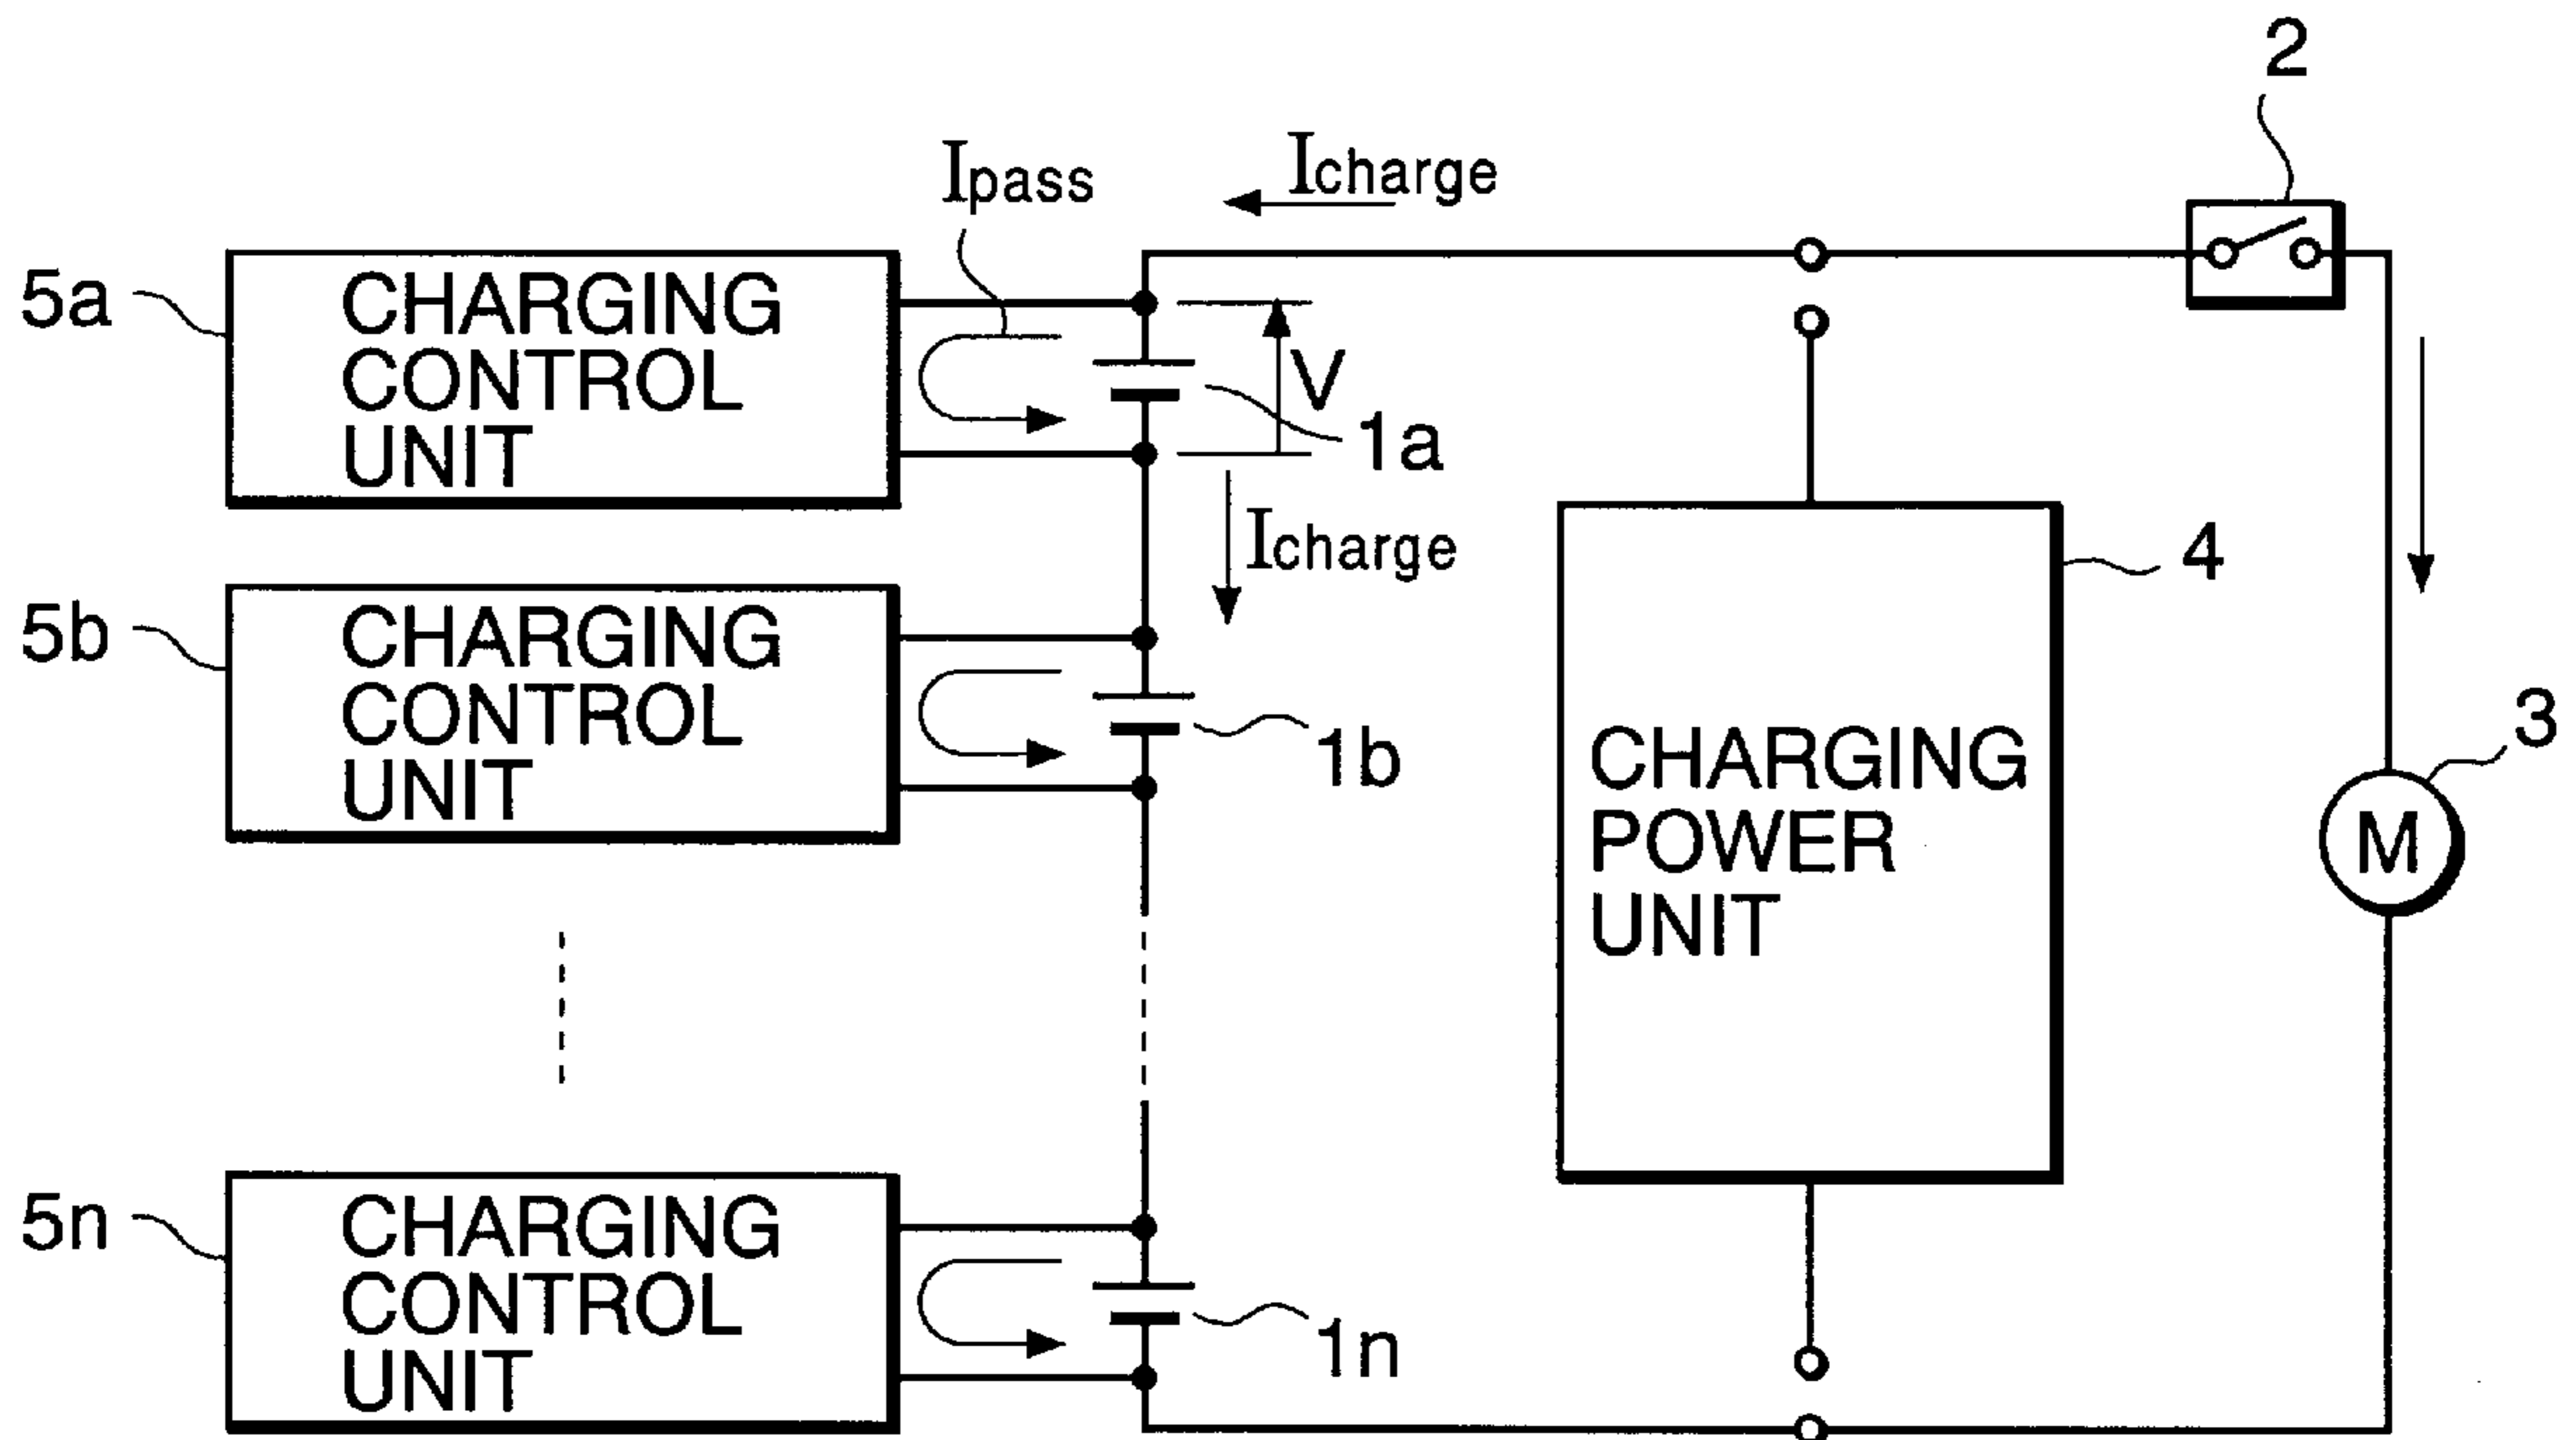 2
Ipass
Icharge
5a
CHARGING
CONTROL
UNIT
V
1a
Icharge
4
5b
CHARGING
CONTROL
UNIT
1b
CHARGING
POWER
UNIT
3
M
5n
CHARGING
CONTROL
UNIT
1n